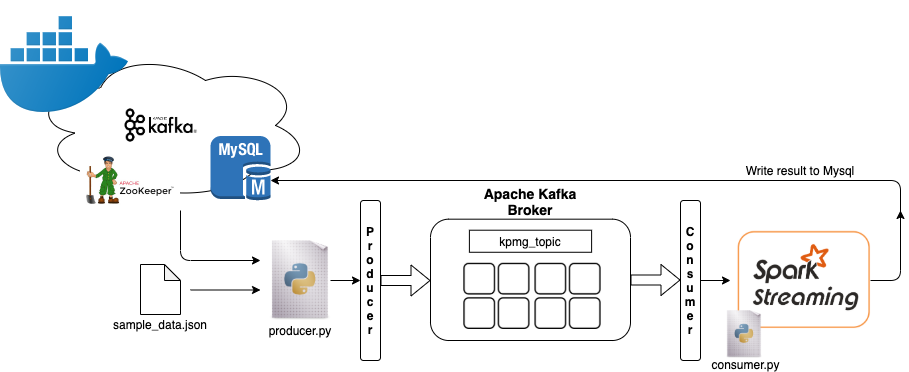 APACHE
kafka®
MySQL
M
APACHE
ZooKeeper™
Write result to Mysql
Apache Kafka
Broker
Producer
kpmg_topic
Consumer
Spark
Streaming
sample_data.json
producer.py
consumer.py